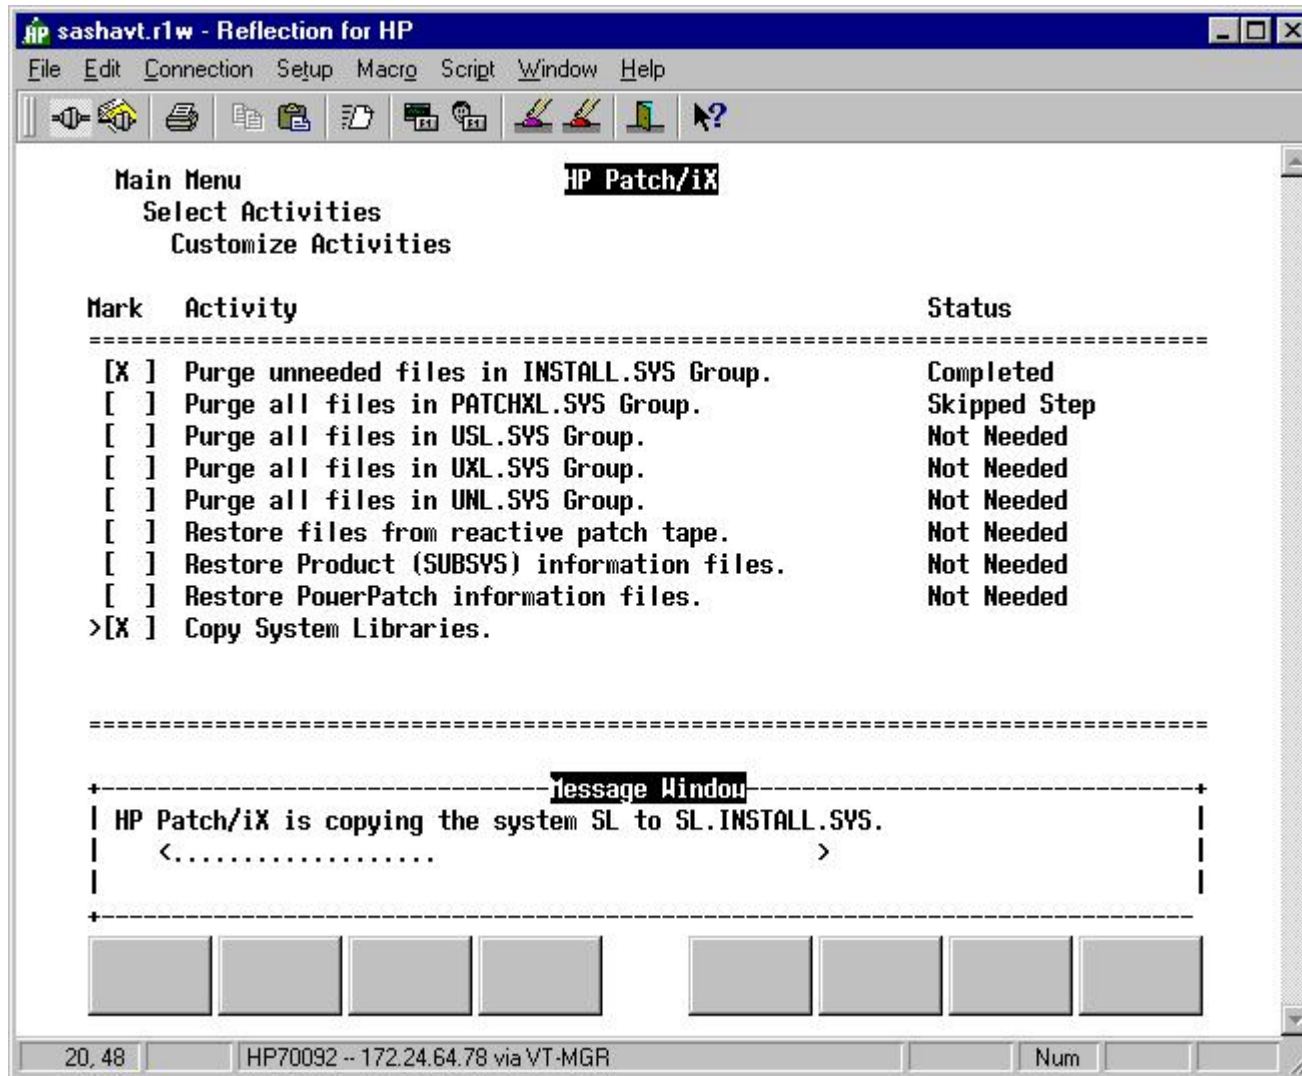 sashavt.r1w - Reflection for HP
File Edit Connection Setup Macro Script Window Help
Main Menu HP Patch/iX
Select Activities
Customize Activities
Mark Activity Status
================================================================================
[X ] Purge unneeded files in INSTALL.SYS Group. Completed
[  ] Purge all files in PATCHXL.SYS Group. Skipped Step
[  ] Purge all files in USL.SYS Group. Not Needed
[  ] Purge all files in UXL.SYS Group. Not Needed
[  ] Purge all files in UNL.SYS Group. Not Needed
[  ] Restore files from reactive patch tape. Not Needed
[  ] Restore Product (SUBSYS) information files. Not Needed
[  ] Restore PowerPatch information files. Not Needed
>[X ] Copy System Libraries.
================================================================================
Message Window
HP Patch/iX is copying the system SL to SL.INSTALL.SYS.
<................... >
20, 48 HP70092 -- 172.24.64.78 via VT-MGR Num